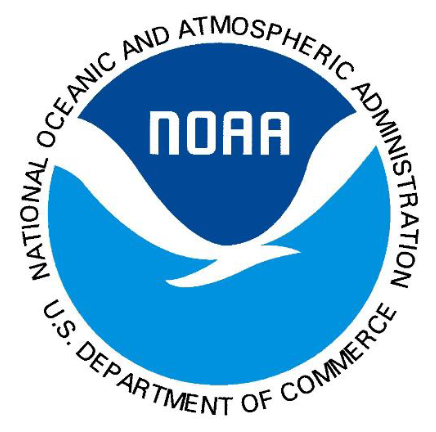 NATIONAL OCEANIC AND ATMOSPHERIC ADMINISTRATION
NOAA
U.S. DEPARTMENT OF COMMERCE